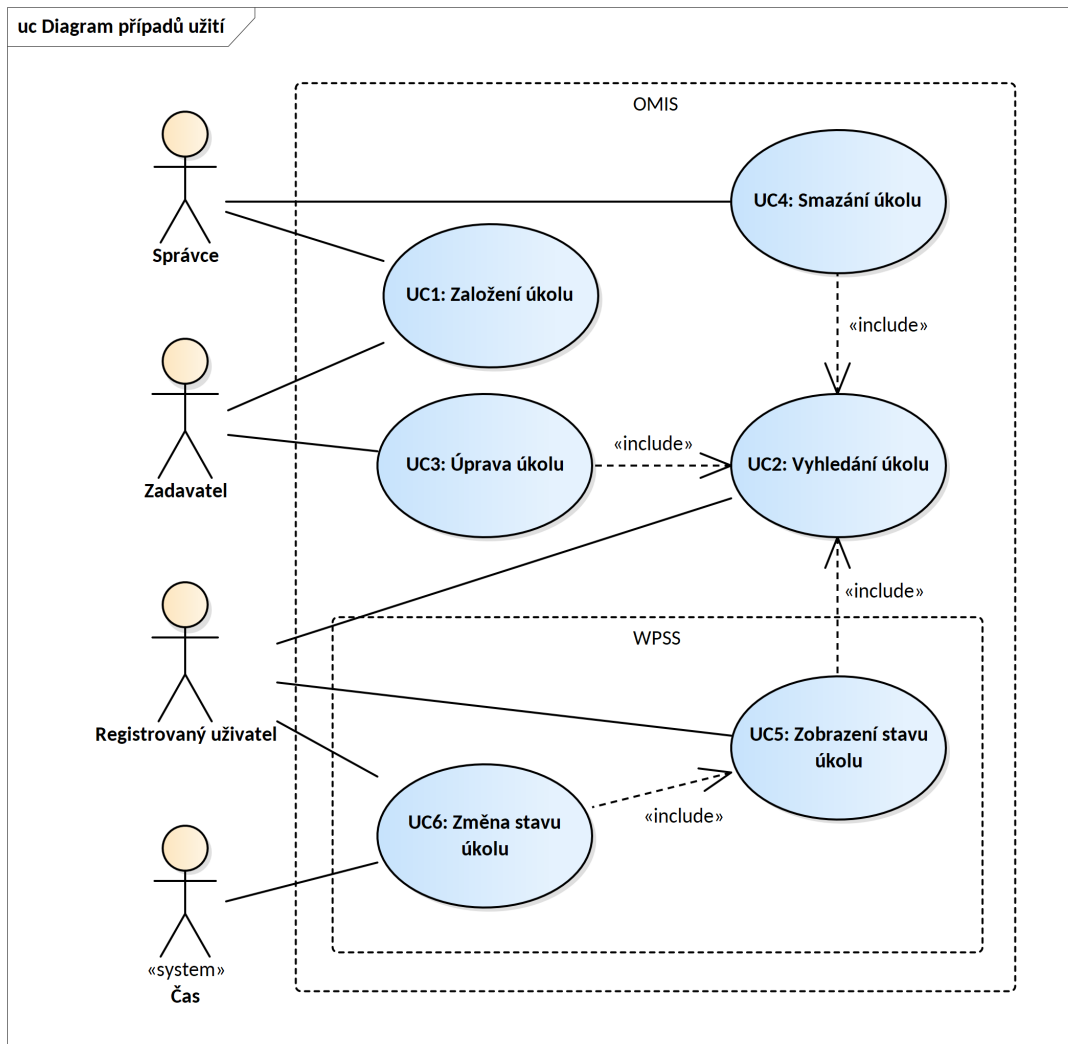 uc Diagram případů užití
OMIS
UC4: Smazání úkolu
Správce
UC1: Založení úkolu
«include»
Zadavatel
«include»
UC3: Úprava úkolu
UC2: Vyhledání úkolu
«include»
WPSS
Registrovaný uživatel
UC5: Zobrazení stavu
úkolu
«include»
UC6: Změna stavu
úkolu
«system»
Čas